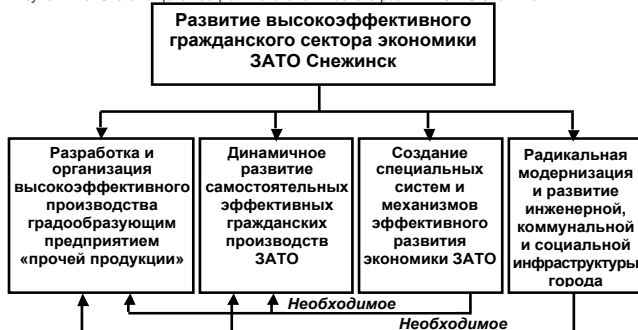 Развитие высокоэффективного
гражданского сектора экономики
ЗАТО Снежинск
Разработка и
организация
высокоэффективного
производства
градообразующим
предприятием
«прочей продукции»
Динамичное
развитие
самостоятельных
эффективных
гражданских
производств
ЗАТО
Создание
специальных
систем и
механизмов
эффективного
развития
экономики ЗАТО
Радикальная
модернизация
и развитие
инженерной,
коммунальной
и социальной
инфраструктуры
города
Необходимое
Необходимое